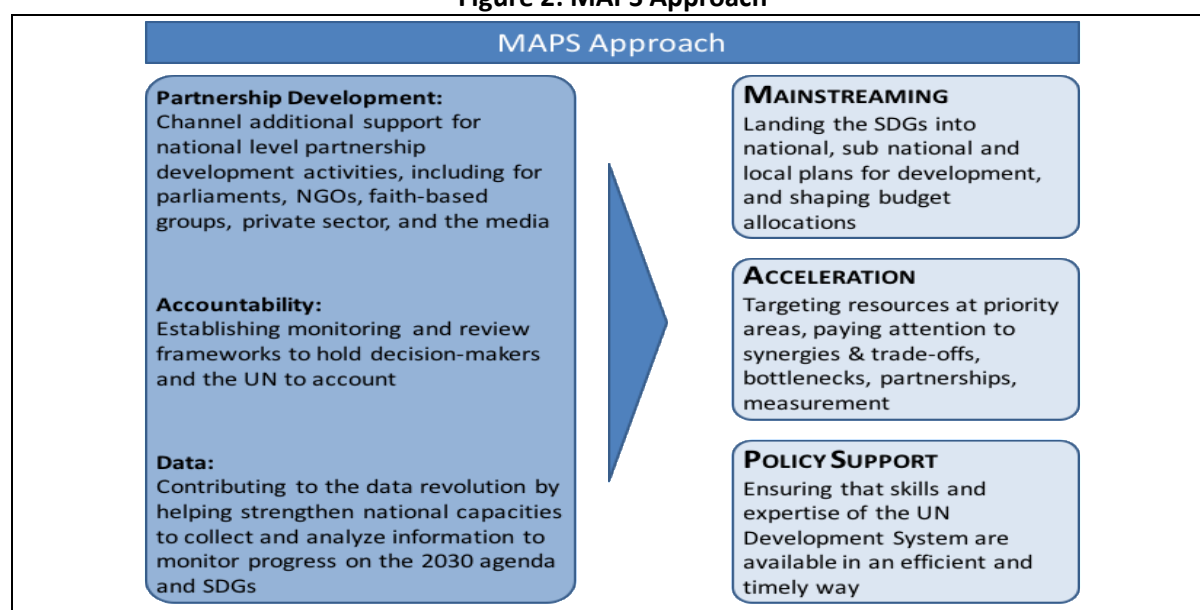 Figure 2: MAPS Approach
MAPS Approach
Partnership Development:
Channel additional support for
national level partnership
development activities, including for
parliaments, NGOs, faith-based
groups, private sector, and the media
Accountability:
Establishing monitoring and review
frameworks to hold decision-makers
and the UN to account
Data:
Contributing to the data revolution by
helping strengthen national capacities
to collect and analyze information to
monitor progress on the 2030 agenda
and SDGs
MAINSTREAMING
Landing the SDGs into
national, sub national and
local plans for development,
and shaping budget
allocations
ACCELERATION
Targeting resources at priority
areas, paying attention to
synergies & trade-offs,
bottlenecks, partnerships,
measurement
POLICY SUPPORT
Ensuring that skills and
expertise of the UN
Development System are
available in an efficient and
timely way